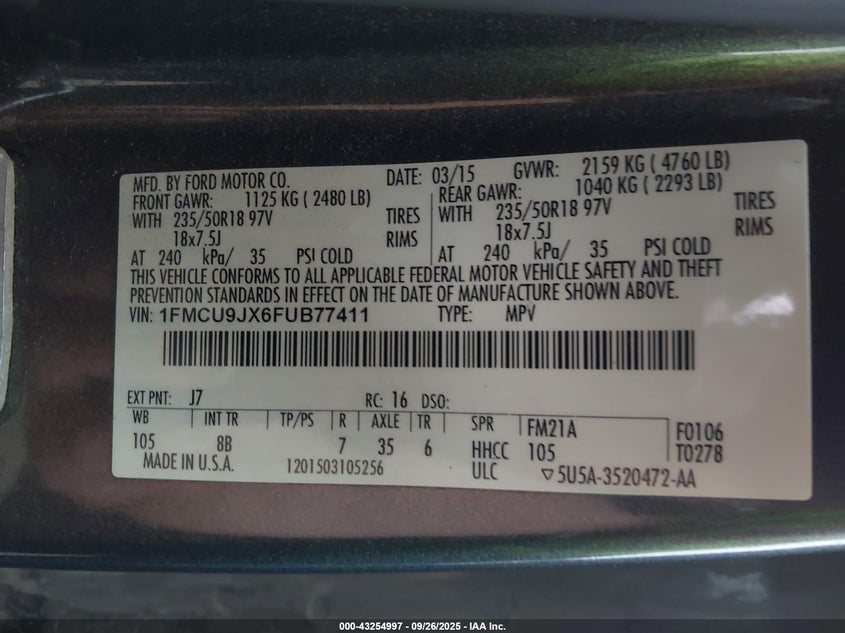 MFD. BY FORD MOTOR CO. DATE: 03/15 GVWR: 2159 KG ( 4760 LB)
FRONT GAWR: 1125 KG ( 2480 LB) REAR GAWR: 1040 KG ( 2293 LB)
WITH 235/50R18 97V TIRES WITH 235/50R18 97V TIRES
18x7.5J RIMS 18x7.5J RIMS
AT 240 kPa/ 35 PSI COLD AT 240 kPa/ 35 PSI COLD
THIS VEHICLE CONFORMS TO ALL APPLICABLE FEDERAL MOTOR VEHICLE SAFETY AND THEFT
PREVENTION STANDARDS IN EFFECT ON THE DATE OF MANUFACTURE SHOWN ABOVE.
VIN: 1FMCU9JX6FUB77411 TYPE: MPV
EXT PNT: J7 RC: 16 DSO:
WB INT TR TP/PS R AXLE TR SPR FM21A F0106
105 8B 7 35 6 HHCC 105 T0278
MADE IN U.S.A. 1201503105256 ULC ▽5U5A-3520472-AA
000-43254997 - 09/26/2025 - IAA Inc.